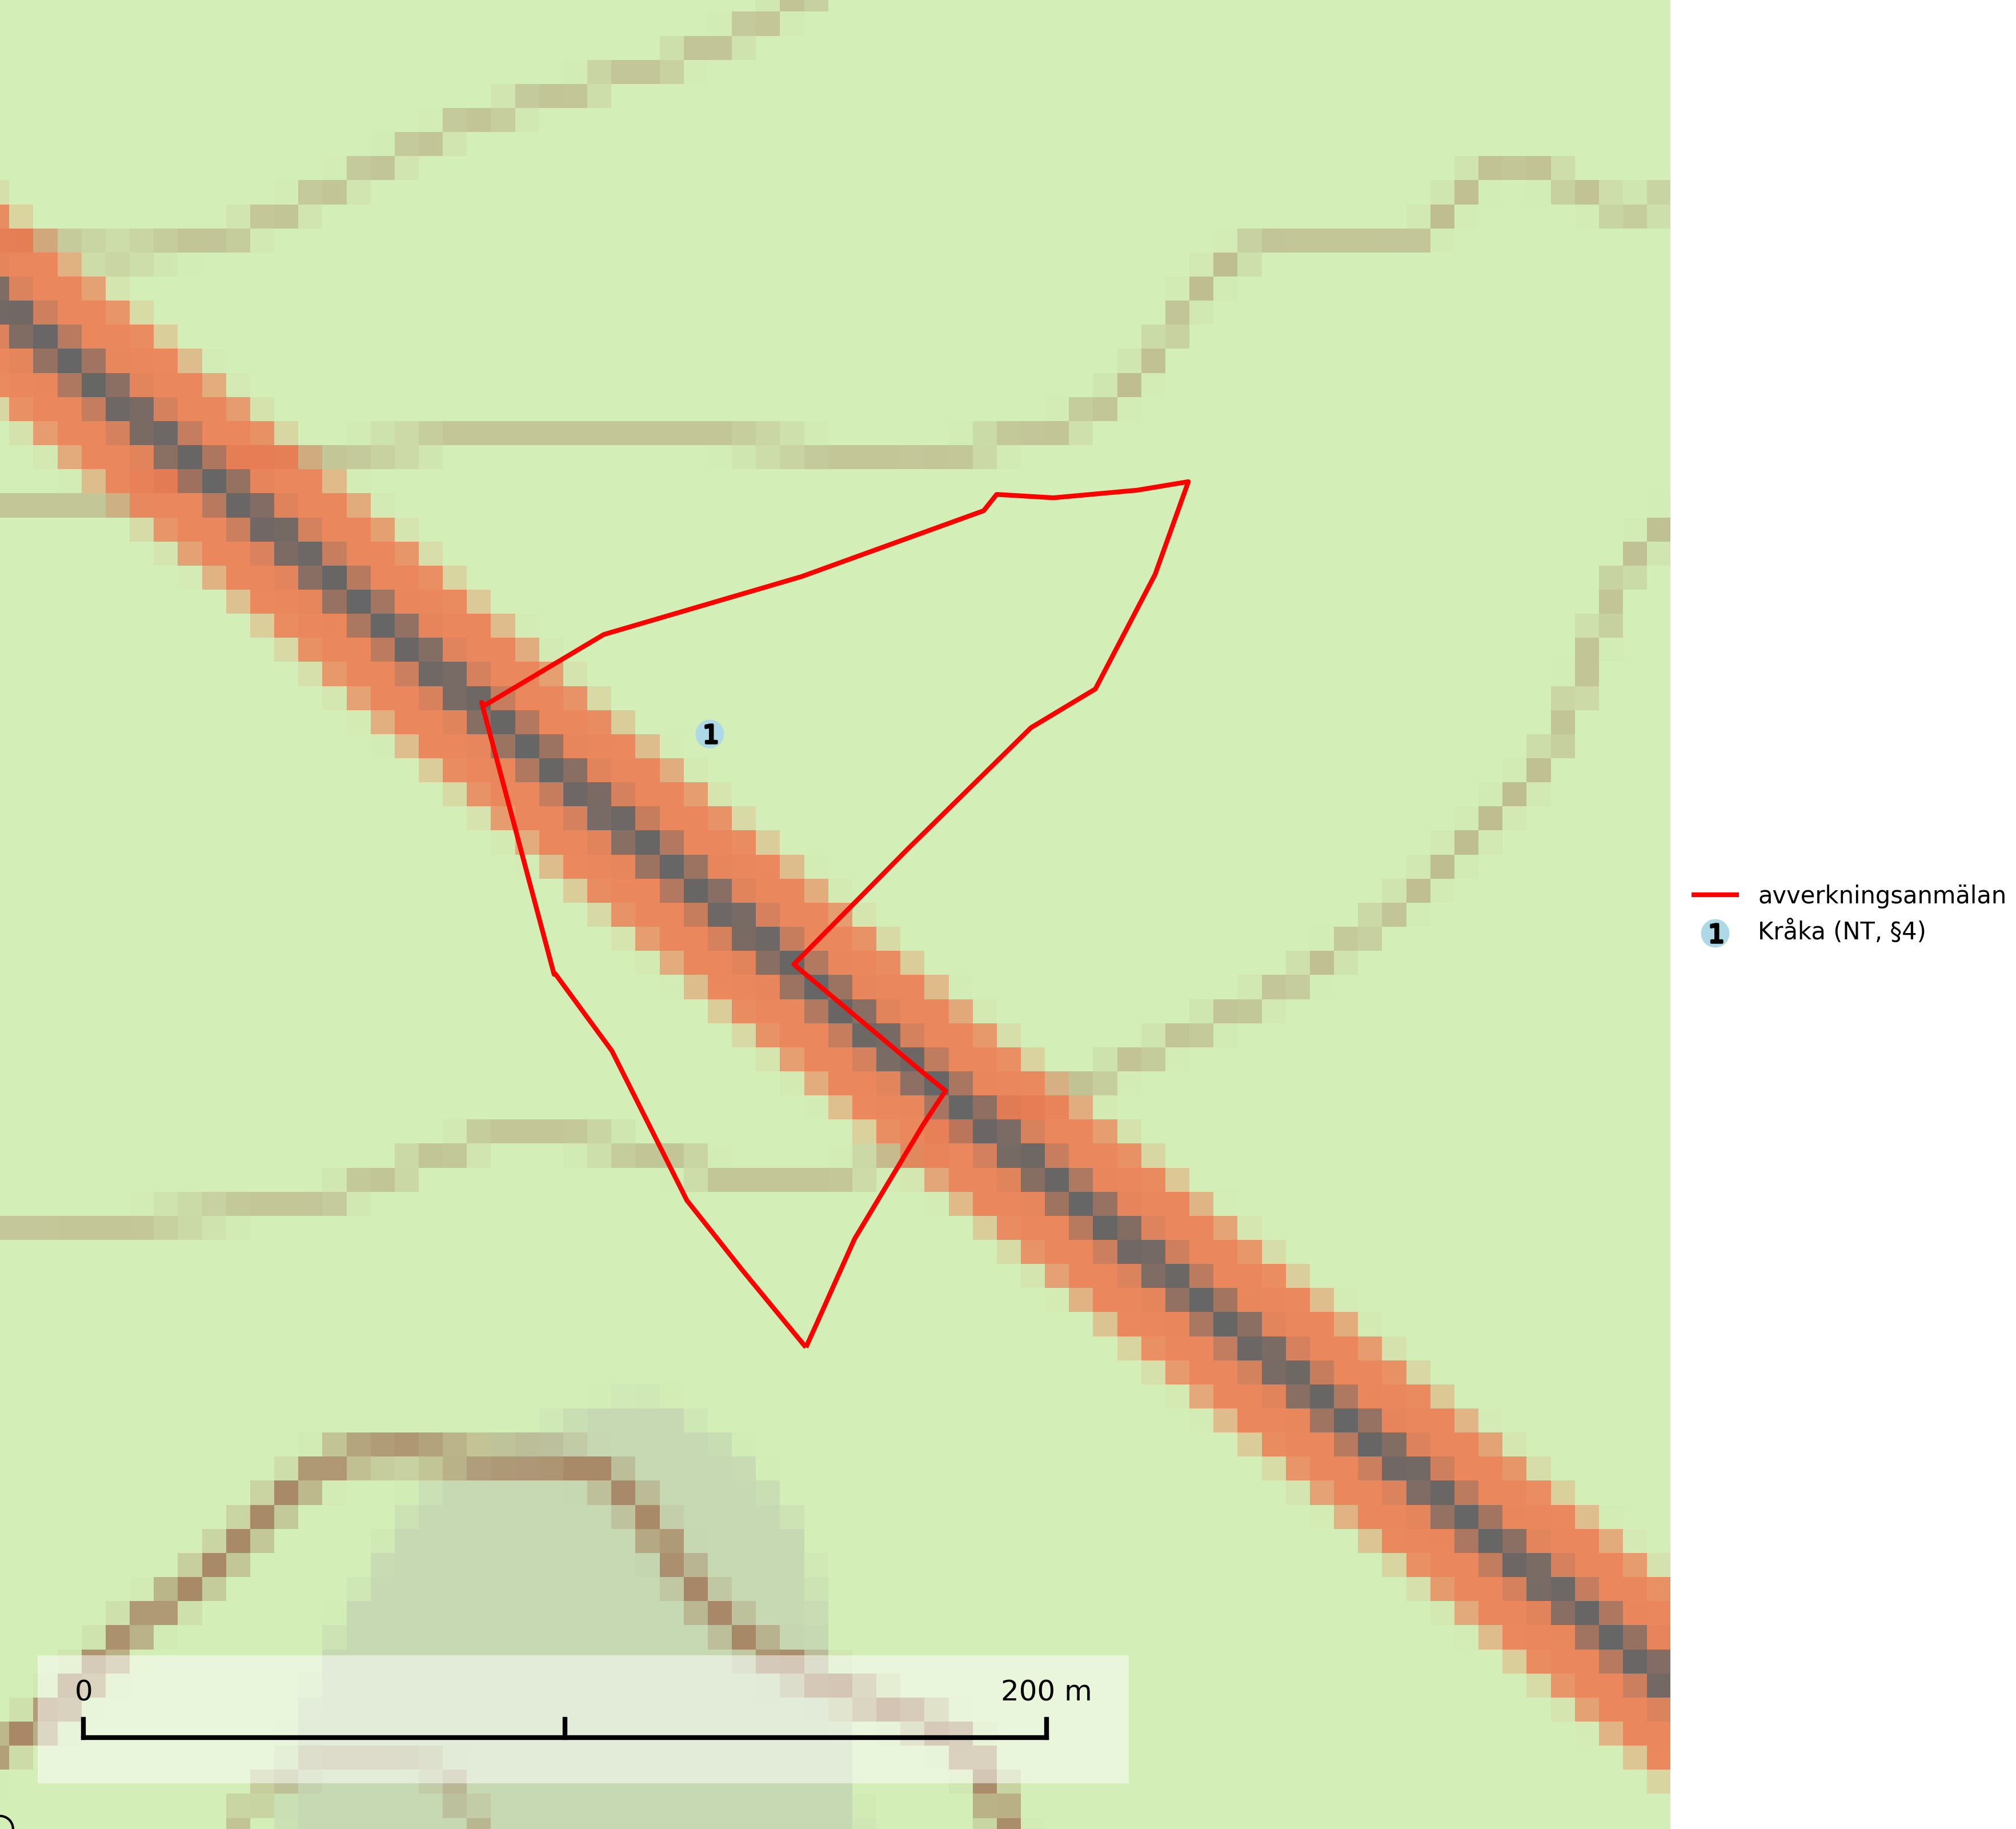 1
avverkningsanmälan
1 Kråka (NT, §4)
0 200 m